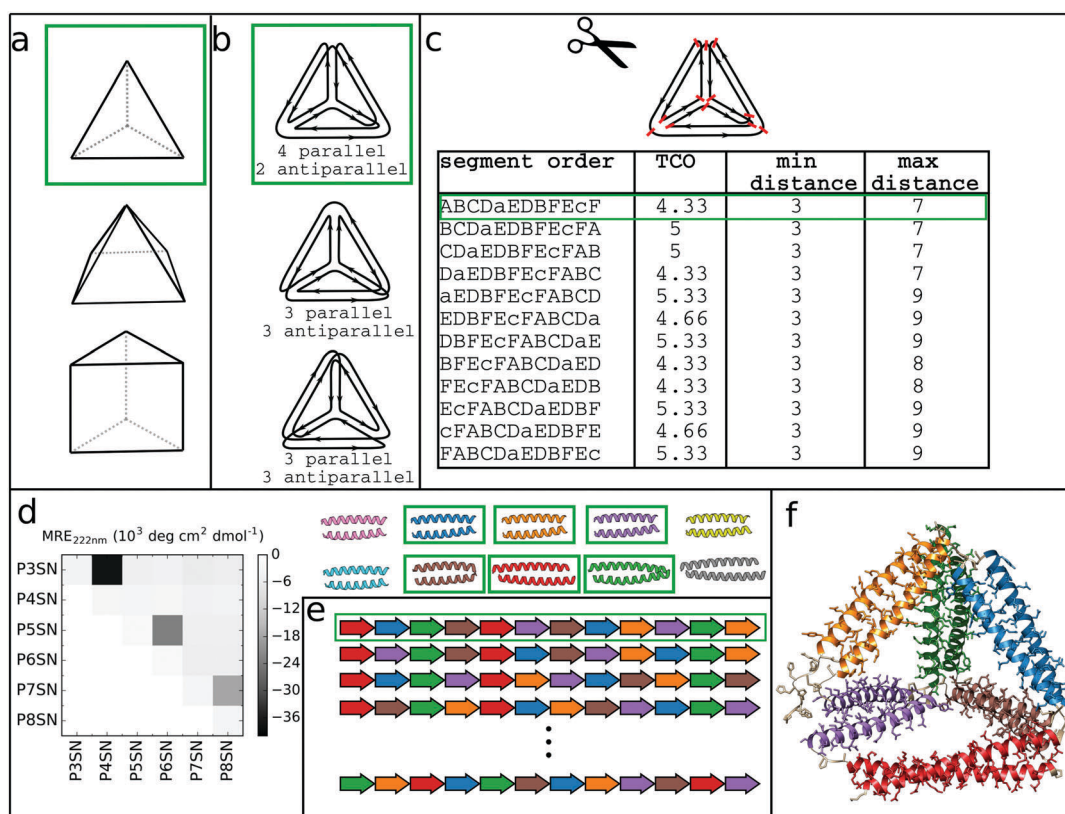 a
b
4 parallel
2 antiparallel
3 parallel
3 antiparallel
3 parallel
3 antiparallel
c
segment order TCO min distance max distance
ABCDaEDBFEcF 4.33 3 7
BCDaEDBFEcFA 5 3 7
CDaEDBFEcFAB 5 3 7
DaEDBFEcFABC 4.33 3 7
aEDBFEcFABCD 5.33 3 9
EDBFEcFABCDa 4.66 3 9
DBFEcFABCDaE 5.33 3 9
BFEcFABCDaED 4.33 3 8
FEcFABCDaEDB 4.33 3 8
EcFABCDaEDBF 5.33 3 9
cFABCDaEDBFE 4.66 3 9
FABCDaEDBFEc 5.33 3 9
d
MRE222nm (10³ deg cm² dmol⁻¹)
P3SN
P4SN
P5SN
P6SN
P7SN
P8SN
P3SN P4SN P5SN P6SN P7SN P8SN
0
−6
−12
−18
−24
−30
−36
e
f